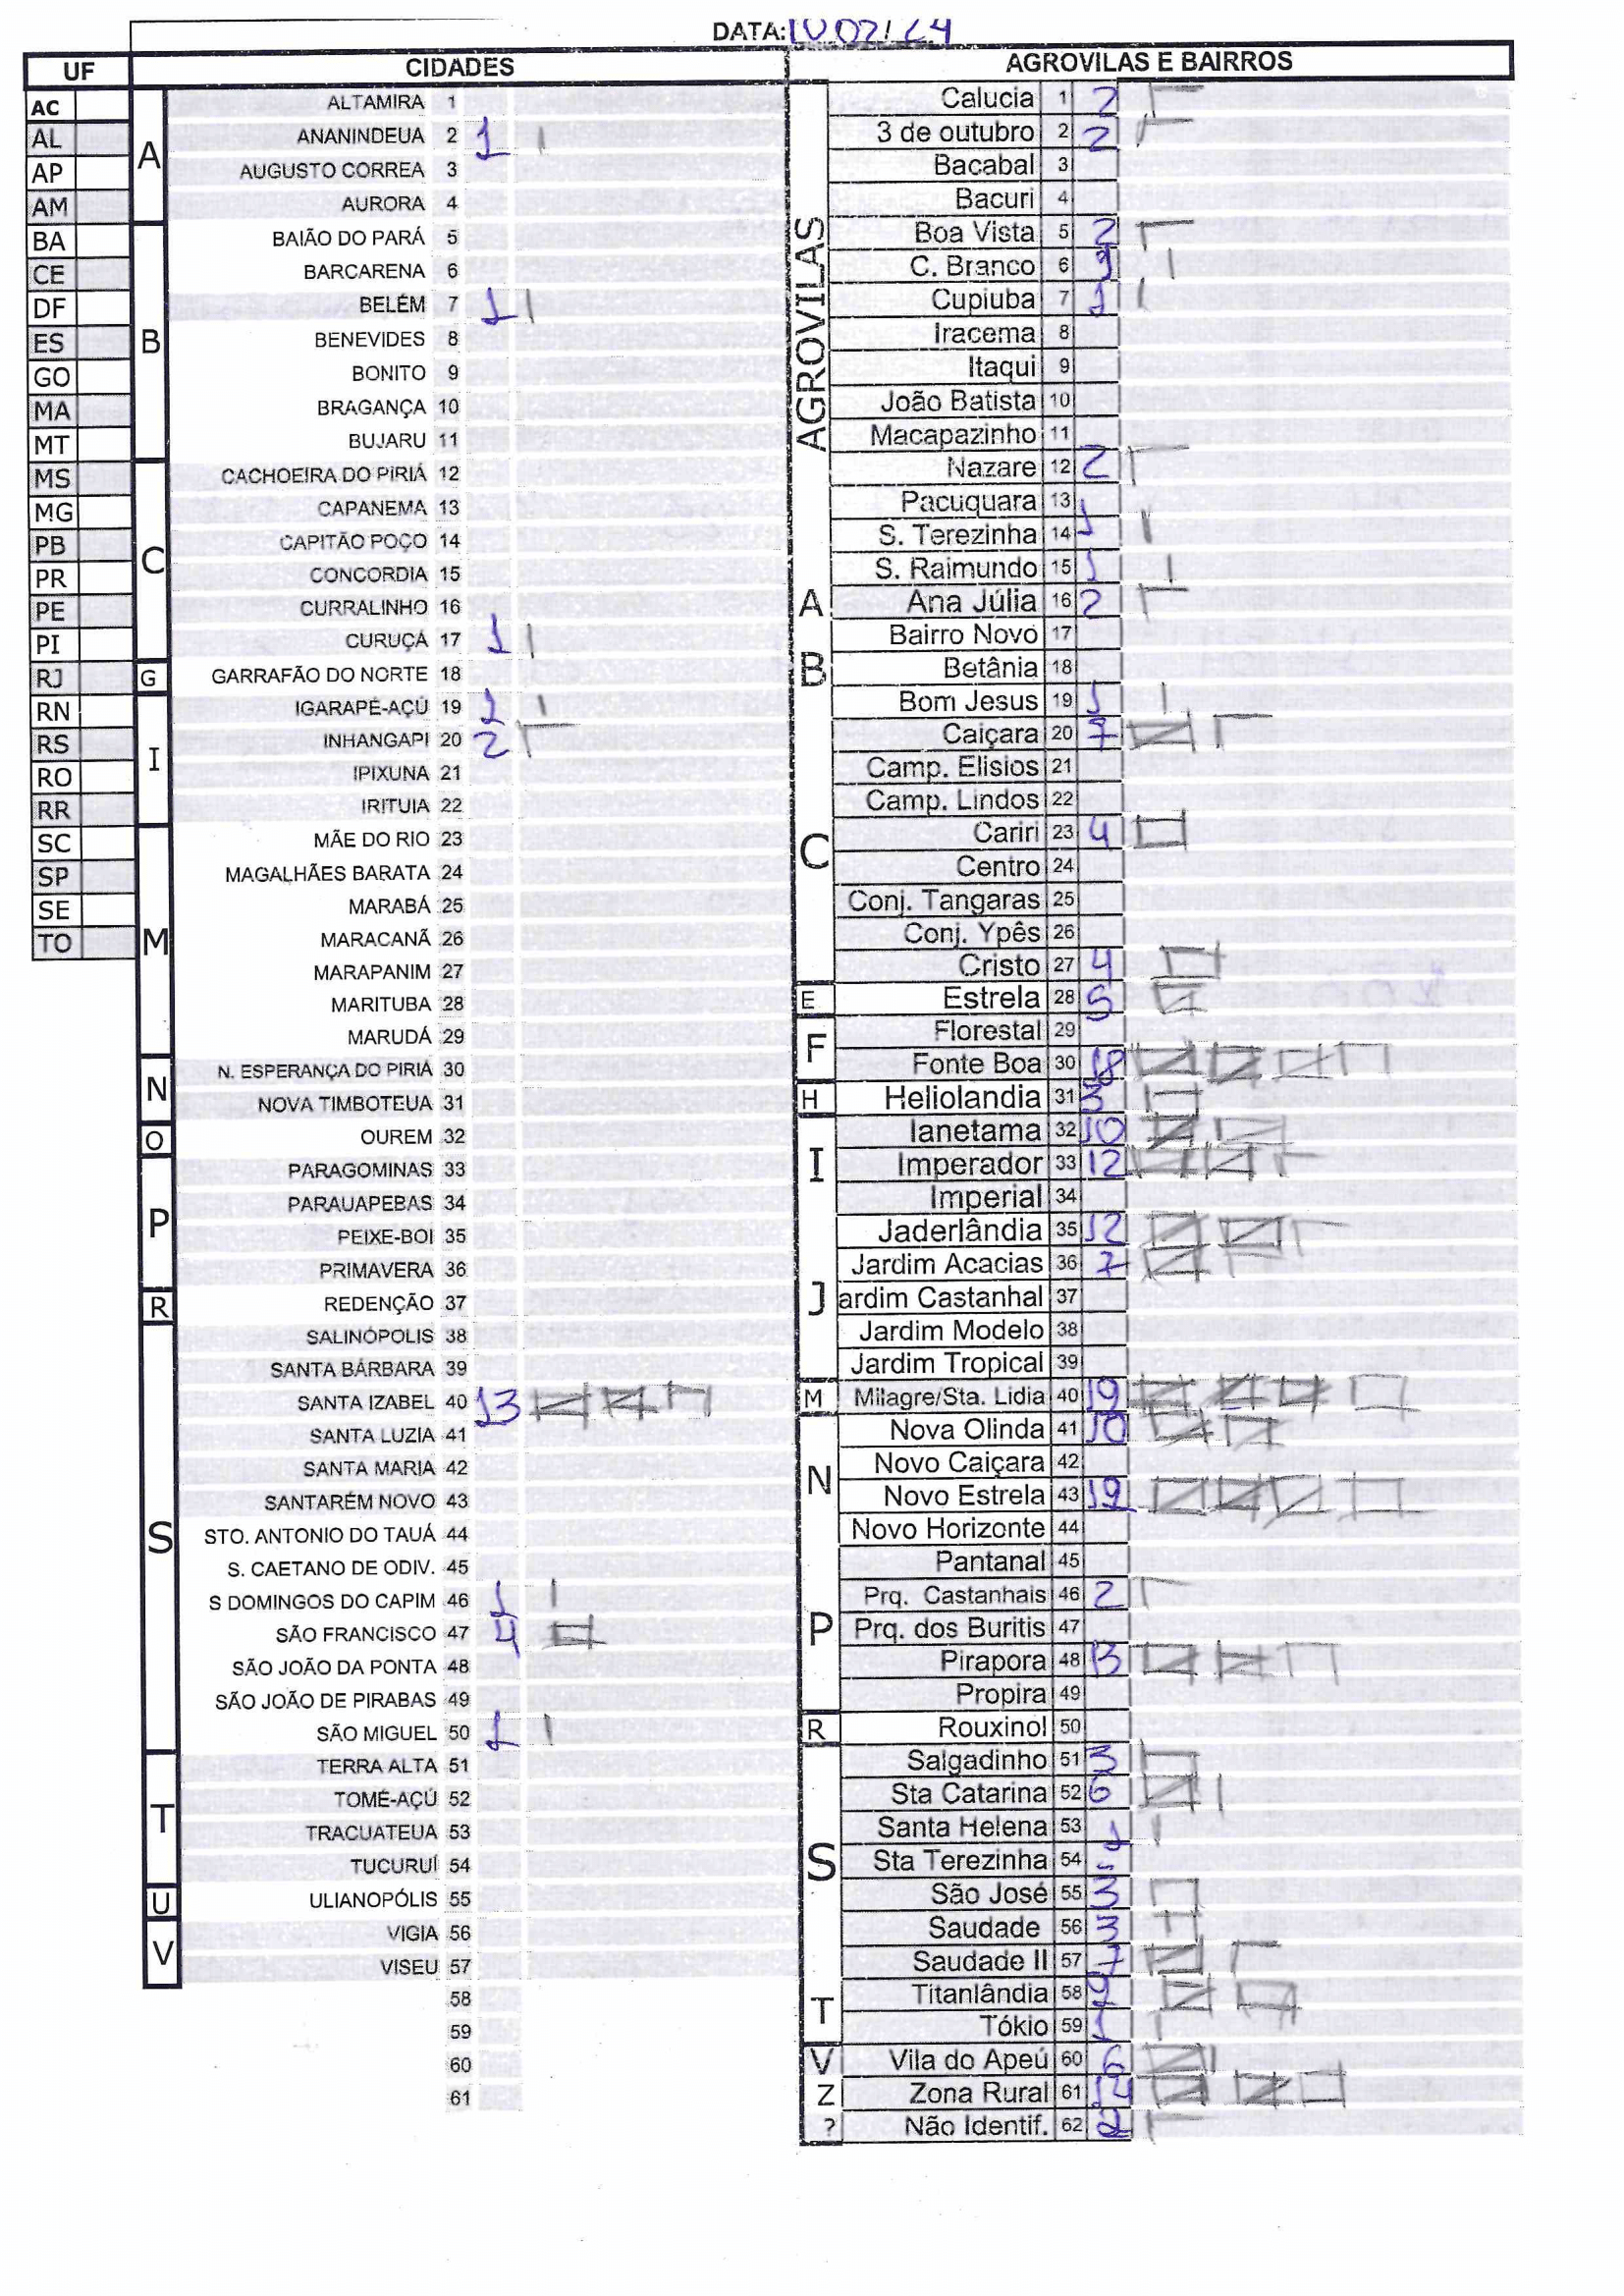 DATA:
UF CIDADES AGROVILAS E BAIRROS
AC
AL
AP
AM
BA
CE
DF
ES
GO
MA
MT
MS
MG
PB
PR
PE
PI
RJ
RN
RS
RO
RR
SC
SP
SE
TO
A
ALTAMIRA 1
ANANINDEUA 2 1
AUGUSTO CORREA 3
AURORA 4
B
BAIÃO DO PARÁ 5
BARCARENA 6
BELÉM 7 1
BENEVIDES 8
BONITO 9
BRAGANÇA 10
BUJARU 11
C
CACHOEIRA DO PIRIÁ 12
CAPANEMA 13
CAPITÃO POÇO 14
CONCORDIA 15
CURRALINHO 16
CURUÇÁ 17 1
G
GARRAFÃO DO NORTE 18
I
IGARAPÉ-AÇÚ 19 1
INHANGAPI 20 2
IPIXUNA 21
IRITUIA 22
M
MÃE DO RIO 23
MAGALHÃES BARATA 24
MARABÁ 25
MARACANÃ 26
MARAPANIM 27
MARITUBA 28
MARUDÁ 29
N
N. ESPERANÇA DO PIRIÁ 30
NOVA TIMBOTEUA 31
O
OUREM 32
P
PARAGOMINAS 33
PARAUAPEBAS 34
PEIXE-BOI 35
PRIMAVERA 36
R
REDENÇÃO 37
S
SALINÓPOLIS 38
SANTA BÁRBARA 39
SANTA IZABEL 40 13
SANTA LUZIA 41
SANTA MARIA 42
SANTARÉM NOVO 43
STO. ANTONIO DO TAUÁ 44
S. CAETANO DE ODIV. 45
S DOMINGOS DO CAPIM 46 1
SÃO FRANCISCO 47 4
SÃO JOÃO DA PONTA 48
SÃO JOÃO DE PIRABAS 49
SÃO MIGUEL 50 1
T
TERRA ALTA 51
TOMÉ-AÇÚ 52
TRACUATEUA 53
TUCURUÍ 54
U
ULIANOPÓLIS 55
V
VIGIA 56
VISEU 57
58
59
60
61
AGROVILAS
Calucia 1 2
3 de outubro 2 2
Bacabal 3
Bacuri 4
Boa Vista 5 2
C. Branco 6 1
Cupiuba 7 1
Iracema 8
Itaqui 9
João Batista 10
Macapazinho 11
Nazare 12 2
Pacuquara 13
S. Terezinha 14 1
S. Raimundo 15 1
A
Ana Júlia 16 2
B
Bairro Novo 17
Betânia 18
Bom Jesus 19 1
C
Caiçara 20 7
Camp. Elisios 21
Camp. Lindos 22
Cariri 23 4
Centro 24
Conj. Tangaras 25
Conj. Ypês 26
Cristo 27 4
E
Estrela 28 5
F
Florestal 29
Fonte Boa 30 18
H
Heliolandia 31 3
I
Ianetama 32 10
Imperador 33 12
Imperial 34
J
Jaderlândia 35 12
Jardim Acacias 36 7
ardim Castanhal 37
Jardim Modelo 38
Jardim Tropical 39
M
Milagre/Sta. Lidia 40 19
N
Nova Olinda 41 10
Novo Caiçara 42
Novo Estrela 43 19
Novo Horizonte 44
P
Pantanal 45
Prq. Castanhais 46 2
Prq. dos Buritis 47
Pirapora 48 13
Propira 49
R
Rouxinol 50
S
Salgadinho 51 3
Sta Catarina 52 6
Santa Helena 53 1
Sta Terezinha 54
São José 55 3
Saudade 56 3
Saudade II 57 7
T
Titanlândia 58 9
Tókio 59 1
V
Vila do Apeú 60 6
Z
Zona Rural 61 14
?
Não Identif. 62 2